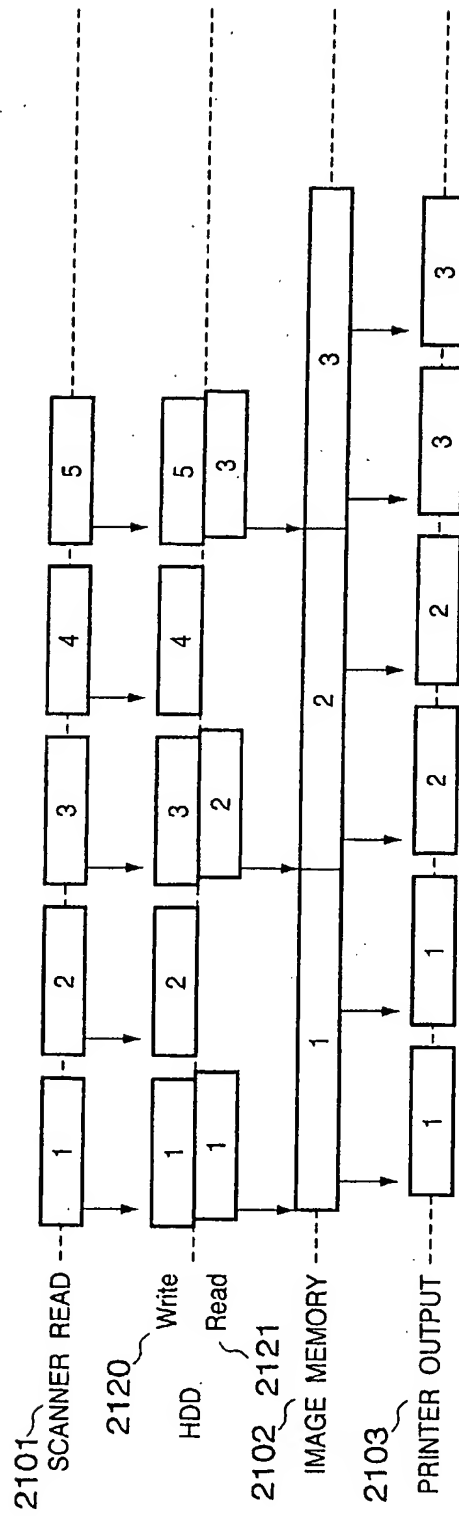 2101
SCANNER READ
1 2 3 4 5
2120
Write
1 2 3 4 5
HDD.
Read
1 2 3
2121
2102
IMAGE MEMORY
1 2 3
2103
PRINTER OUTPUT
1 1 2 2 3 3